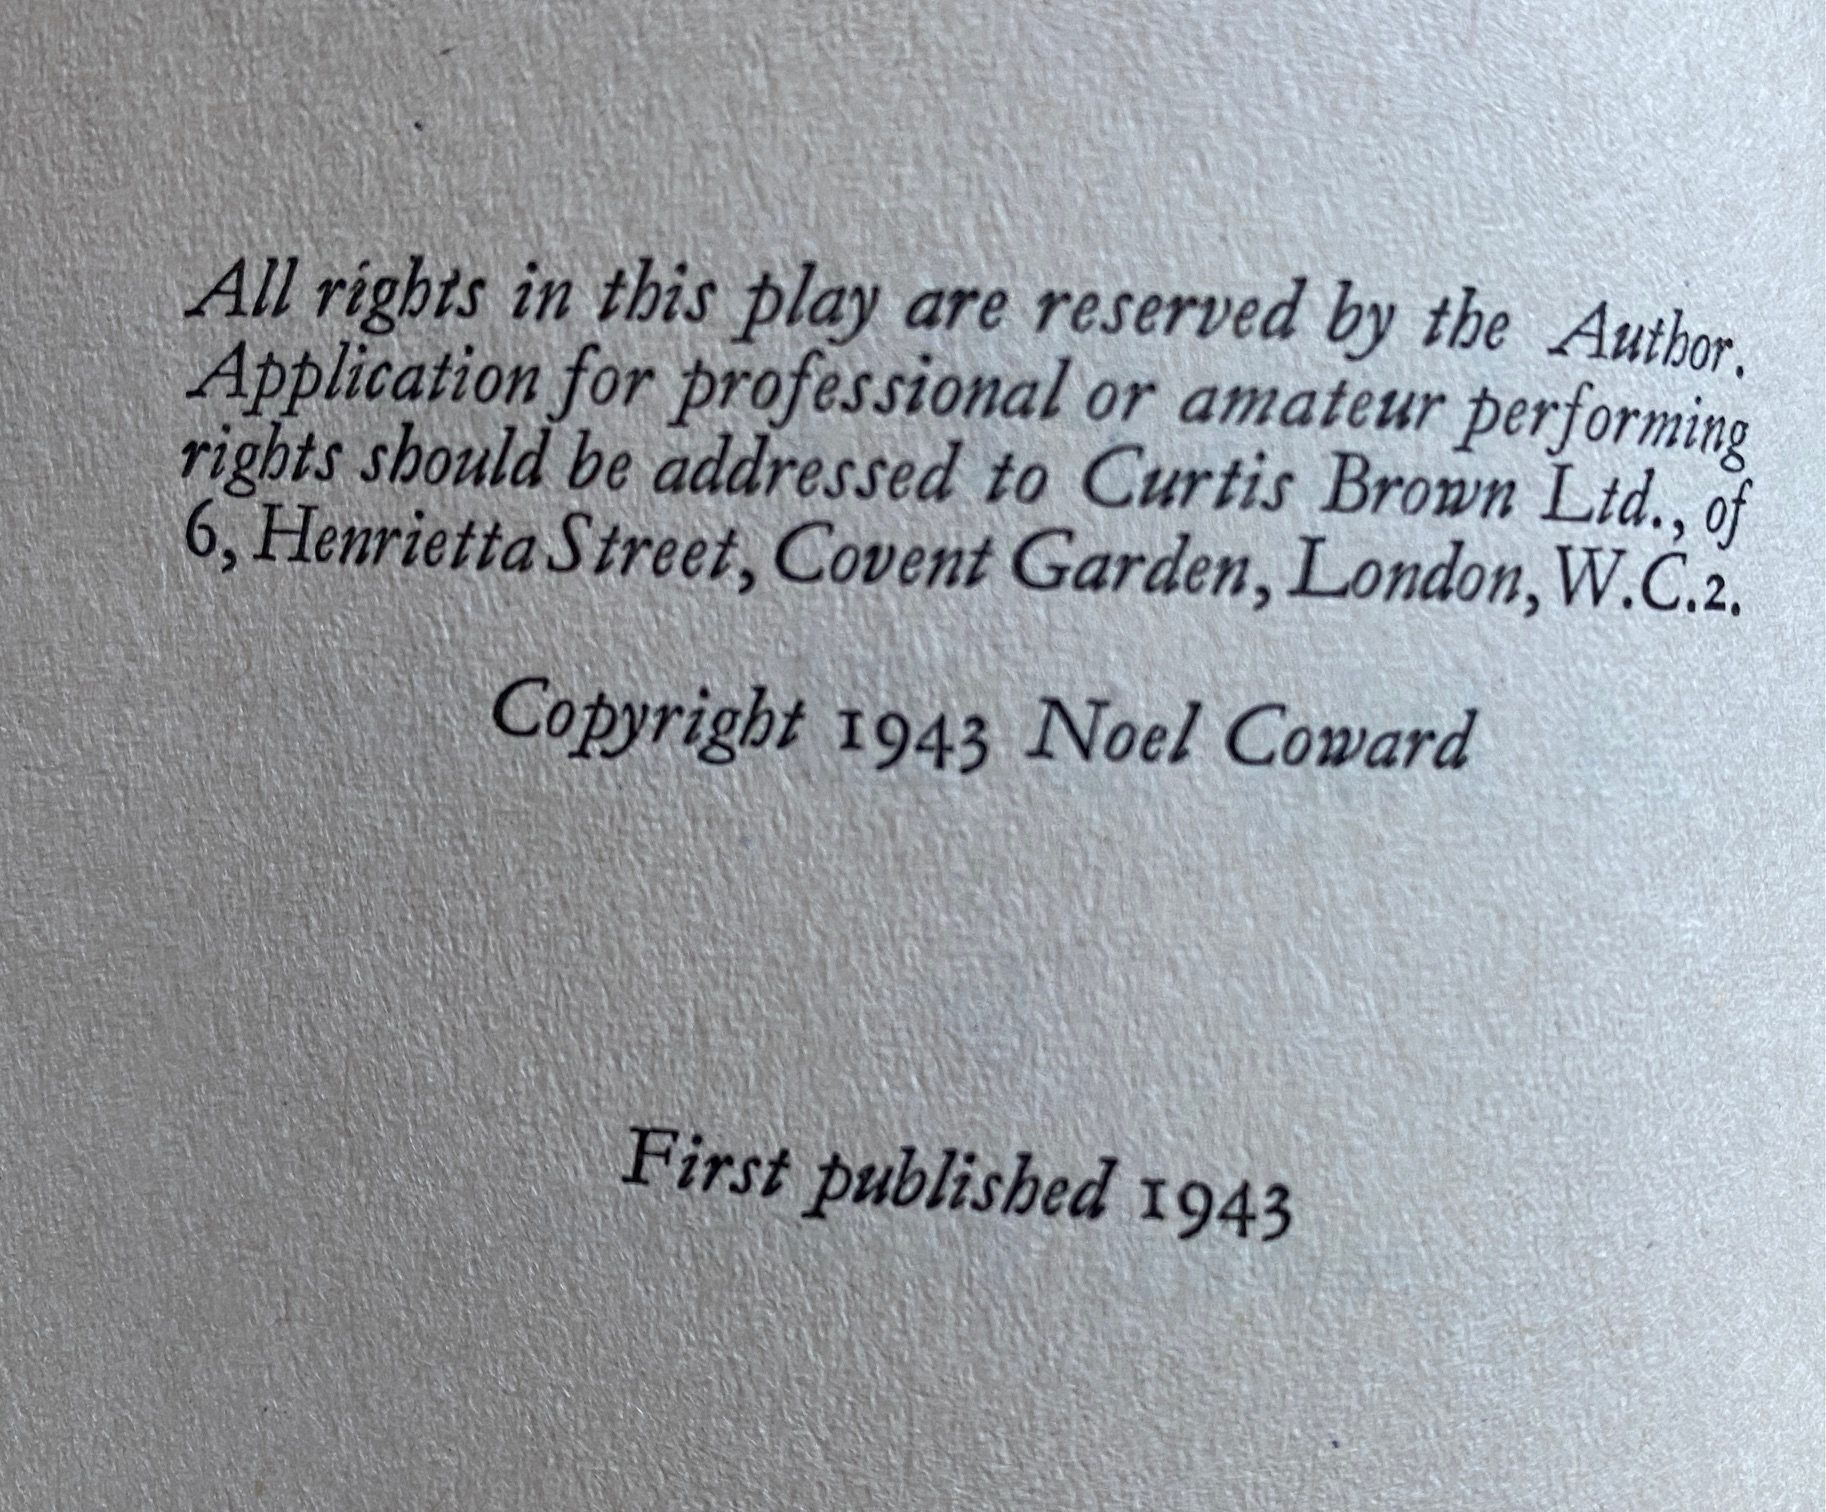 All rights in this play are reserved by the Author.
Application for professional or amateur performing
rights should be addressed to Curtis Brown Ltd., of
6, Henrietta Street, Covent Garden, London, W.C.2.
Copyright 1943 Noel Coward
First published 1943